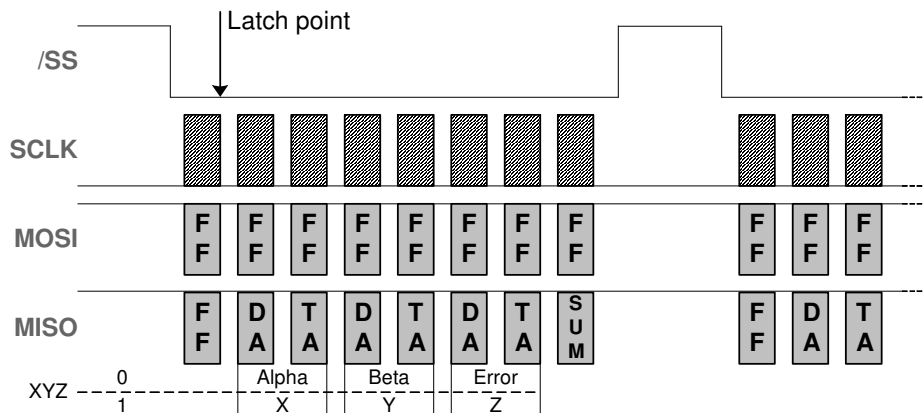 Latch point
/SS
SCLK
MOSI FF FF FF FF FF FF FF FF FF FF FF
MISO FF DA TA DA TA DA TA SUM FF DA TA
XYZ
0 Alpha Beta Error
1 X Y Z